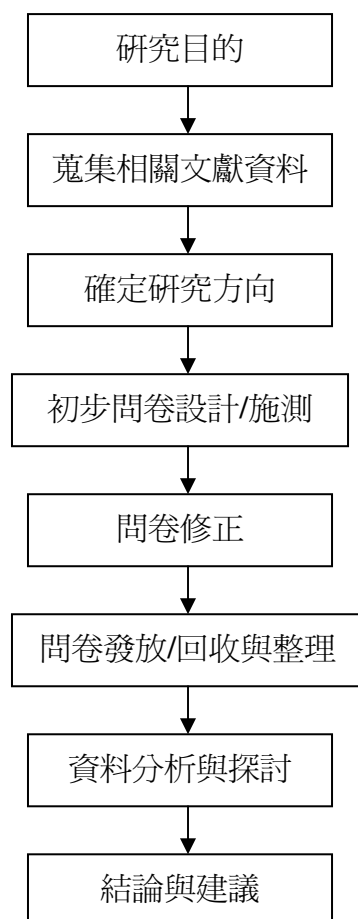 研究目的
蒐集相關文獻資料
確定研究方向
初步問卷設計/施測
問卷修正
問卷發放/回收與整理
資料分析與探討
結論與建議